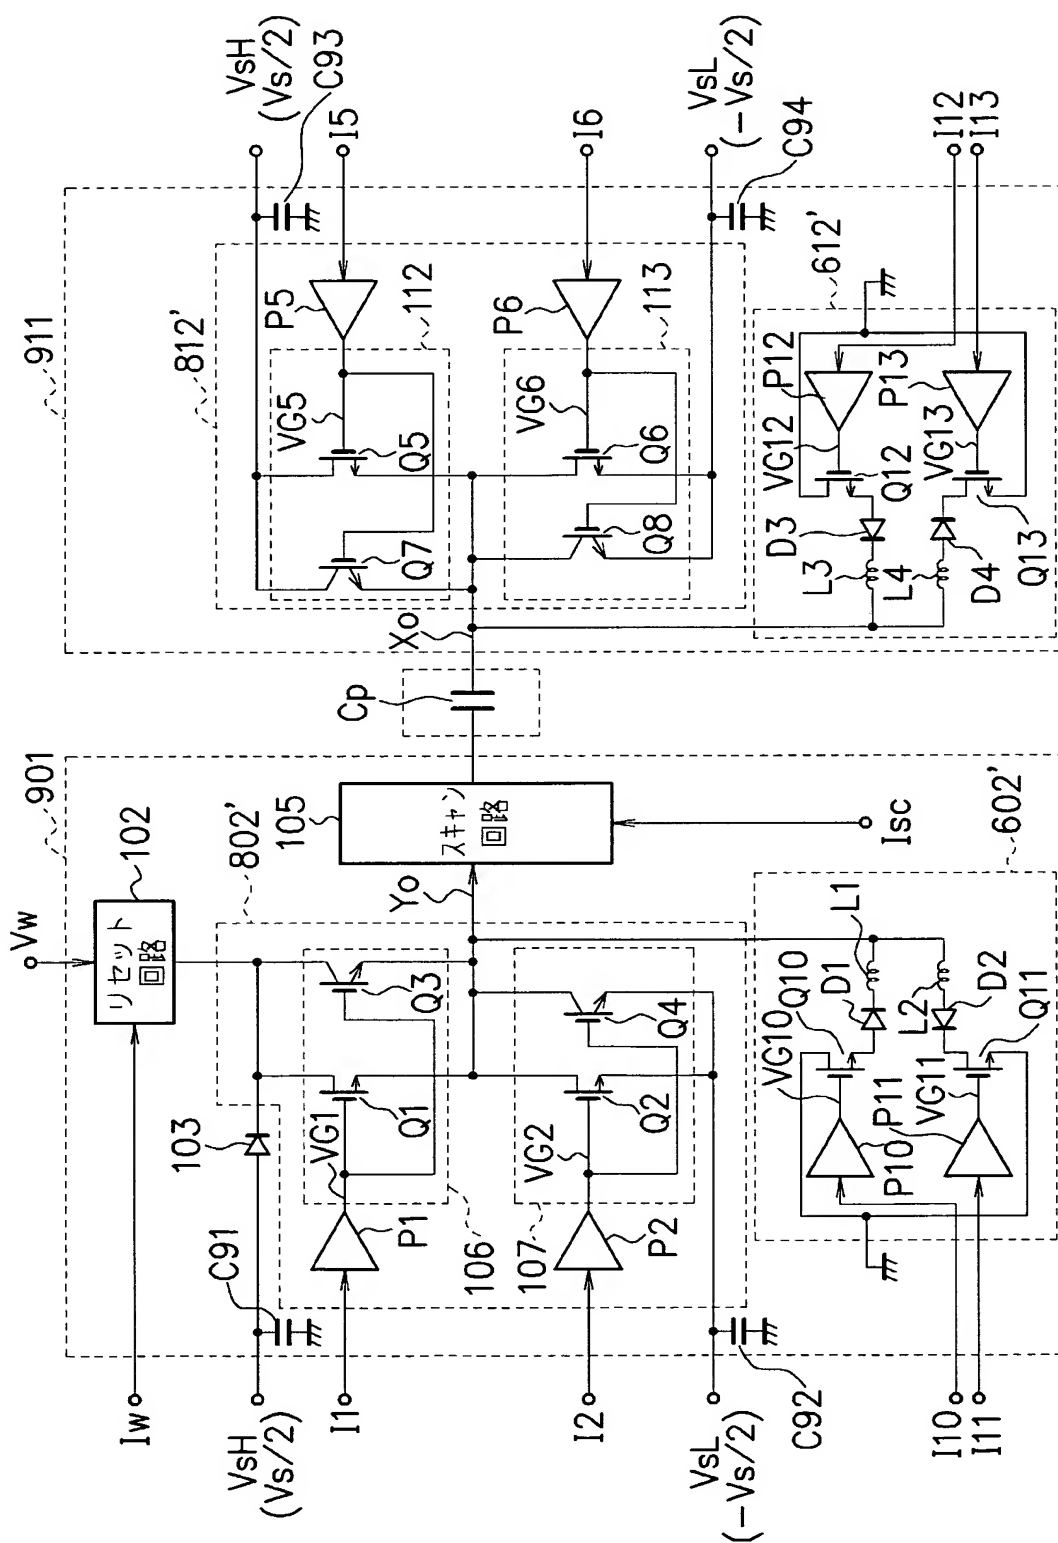 901
Vw
102
リセット
回路
Iw
103
VsH
(Vs/2)
C91
802'
I1
P1
VG1
Q1
Q3
106
I2
P2
VG2
Q2
Q4
107
VsL
(−Vs/2)
C92
Yo
105
スキャン
回路
Isc
602'
VG10
Q10
D1
L1
P10
P11
VG11
L2
D2
Q11
I10
I11
Cp
911
Xo
812'
VsH
(Vs/2)
C93
I5
P5
VG5
Q5
Q7
112
I6
P6
VG6
Q6
Q8
113
VsL
(−Vs/2)
C94
612'
VG12
P12
Q12
D3
L3
L4
D4
VG13
P13
Q13
I12
I13